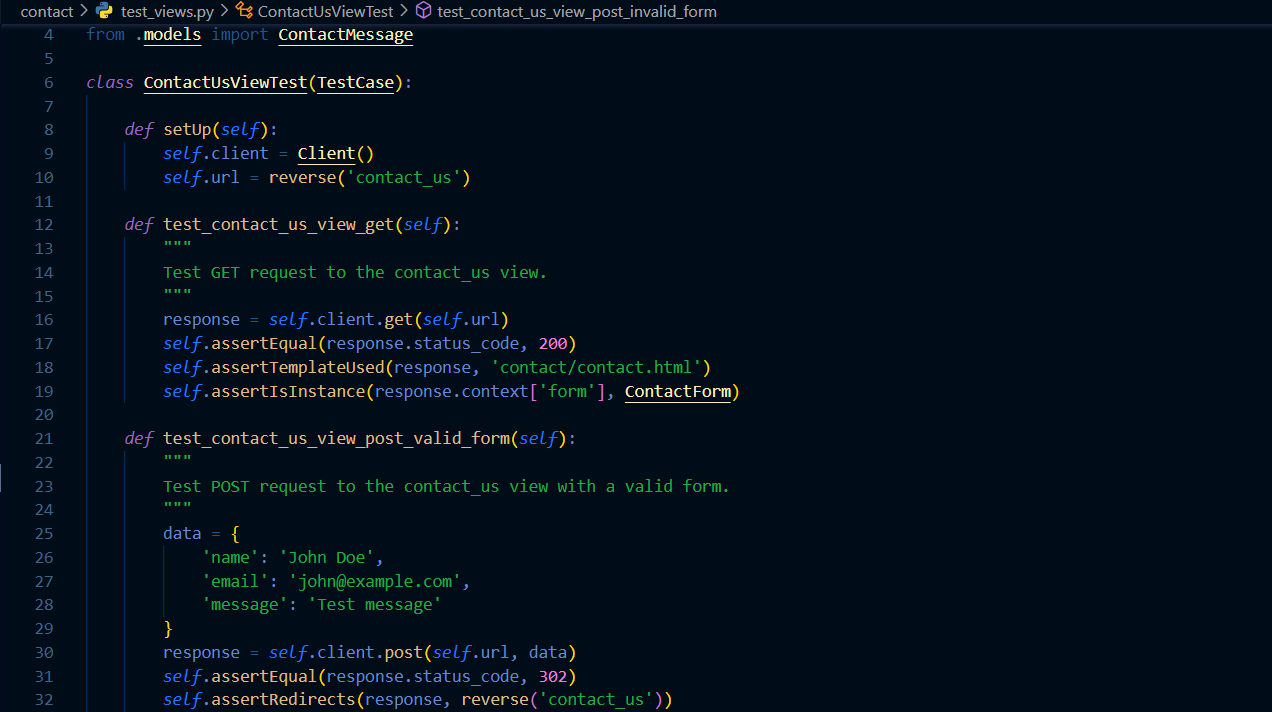 contact > test_views.py > ContactUsViewTest > test_contact_us_view_post_invalid_form
4 from .models import ContactMessage
5
6 class ContactUsViewTest(TestCase):
7
8     def setUp(self):
9         self.client = Client()
10         self.url = reverse('contact_us')
11
12     def test_contact_us_view_get(self):
13         """
14         Test GET request to the contact_us view.
15         """
16         response = self.client.get(self.url)
17         self.assertEqual(response.status_code, 200)
18         self.assertTemplateUsed(response, 'contact/contact.html')
19         self.assertIsInstance(response.context['form'], ContactForm)
20
21     def test_contact_us_view_post_valid_form(self):
22         """
23         Test POST request to the contact_us view with a valid form.
24         """
25         data = {
26             'name': 'John Doe',
27             'email': 'john@example.com',
28             'message': 'Test message'
29         }
30         response = self.client.post(self.url, data)
31         self.assertEqual(response.status_code, 302)
32         self.assertRedirects(response, reverse('contact_us'))